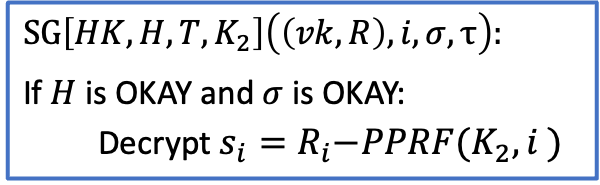 SG[HK, H, T, K₂]((vk, R), i, σ, τ):
If H is OKAY and σ is OKAY:
Decrypt sᵢ = Rᵢ−PPRF(K₂, i )